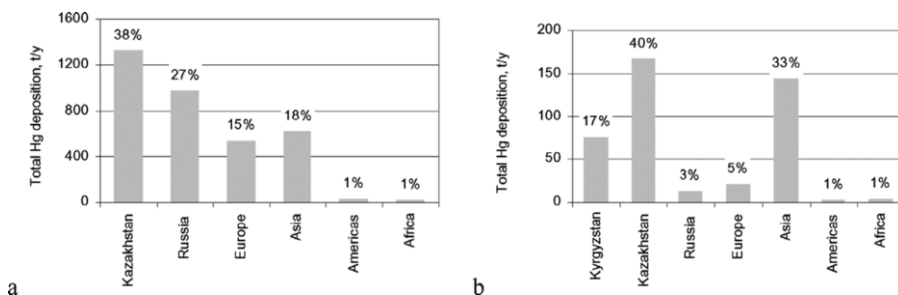 Total Hg deposition, t/y
1600
1200
800
400
0
38%
27%
15%
18%
1%
1%
Kazakhstan
Russia
Europe
Asia
Americas
Africa
a
Total Hg deposition, t/y
200
150
100
50
0
17%
40%
3%
5%
33%
1%
1%
Kyrgyzstan
Kazakhstan
Russia
Europe
Asia
Americas
Africa
b